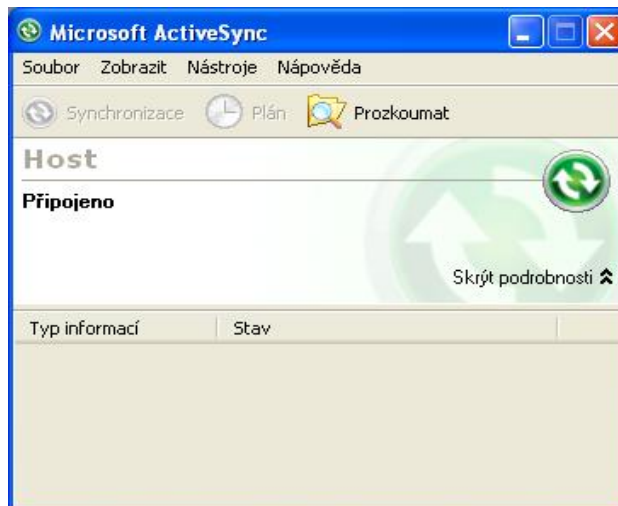 Microsoft ActiveSync
Soubor Zobrazit Nástroje Nápověda
Synchronizace Plán Prozkoumat
Host
Připojeno
Skrýt podrobnosti
Typ informací Stav